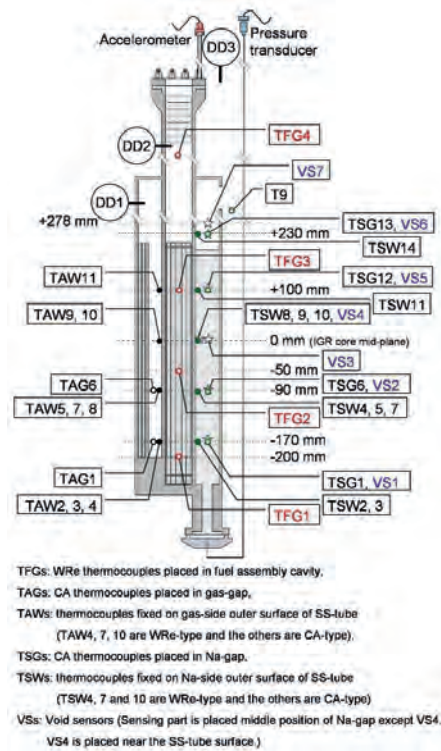 Accelerometer
Pressure
transducer
DD3
DD2
TFG4
VS7
T9
DD1
+278 mm
TSG13, VS6
+230 mm
TSW14
TFG3
TAW11
TSG12, VS5
+100 mm
TSW11
TAW9, 10
TSW8, 9, 10, VS4
0 mm (IGR core mid-plane)
VS3
-50 mm
TAG6
TSG6, VS2
-90 mm
TAW5, 7, 8
TSW4, 5, 7
TFG2
-170 mm
-200 mm
TAG1
TSG1, VS1
TAW2, 3, 4
TFG1
TSW2, 3
TFGs: WRe thermocouples placed in fuel assembly cavity.
TAGs: CA thermocouples placed in gas-gap,
TAWs: thermocouples fixed on gas-side outer surface of SS-tube
(TAW4, 7, 10 are WRe-type and the others are CA-type).
TSGs: CA thermocouples placed in Na-gap.
TSWs: thermocouples fixed on Na-side outer surface of SS-tube
(TSW4, 7 and 10 are WRe-type and the others are CA-type)
VSs: Void sensors (Sensing part is placed middle position of Na-gap except VS4.
VS4 is placed near the SS-tube surface.)